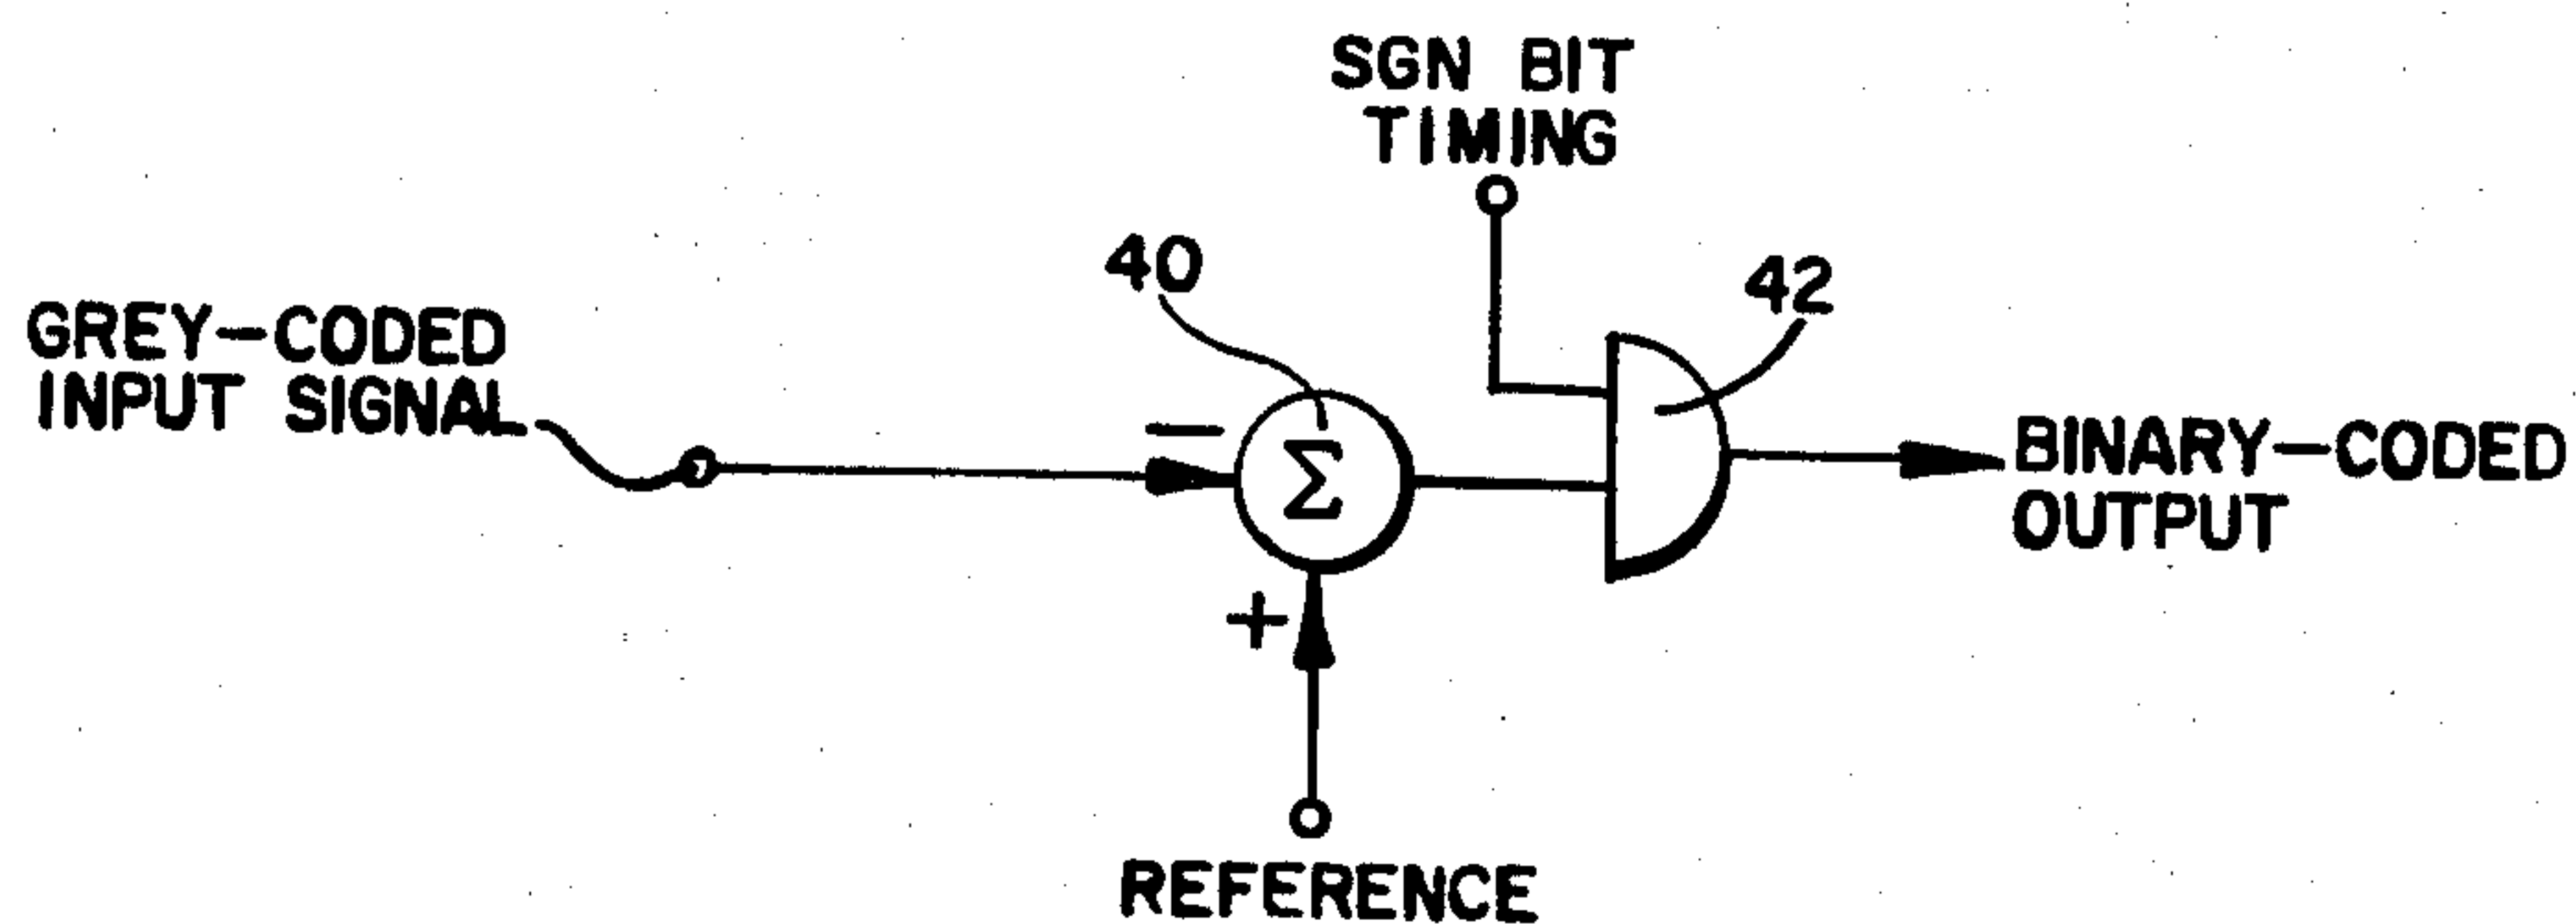 SGN BIT
TIMING
40
42
GREY-CODED
INPUT SIGNAL
−
Σ
BINARY-CODED
OUTPUT
+
REFERENCE